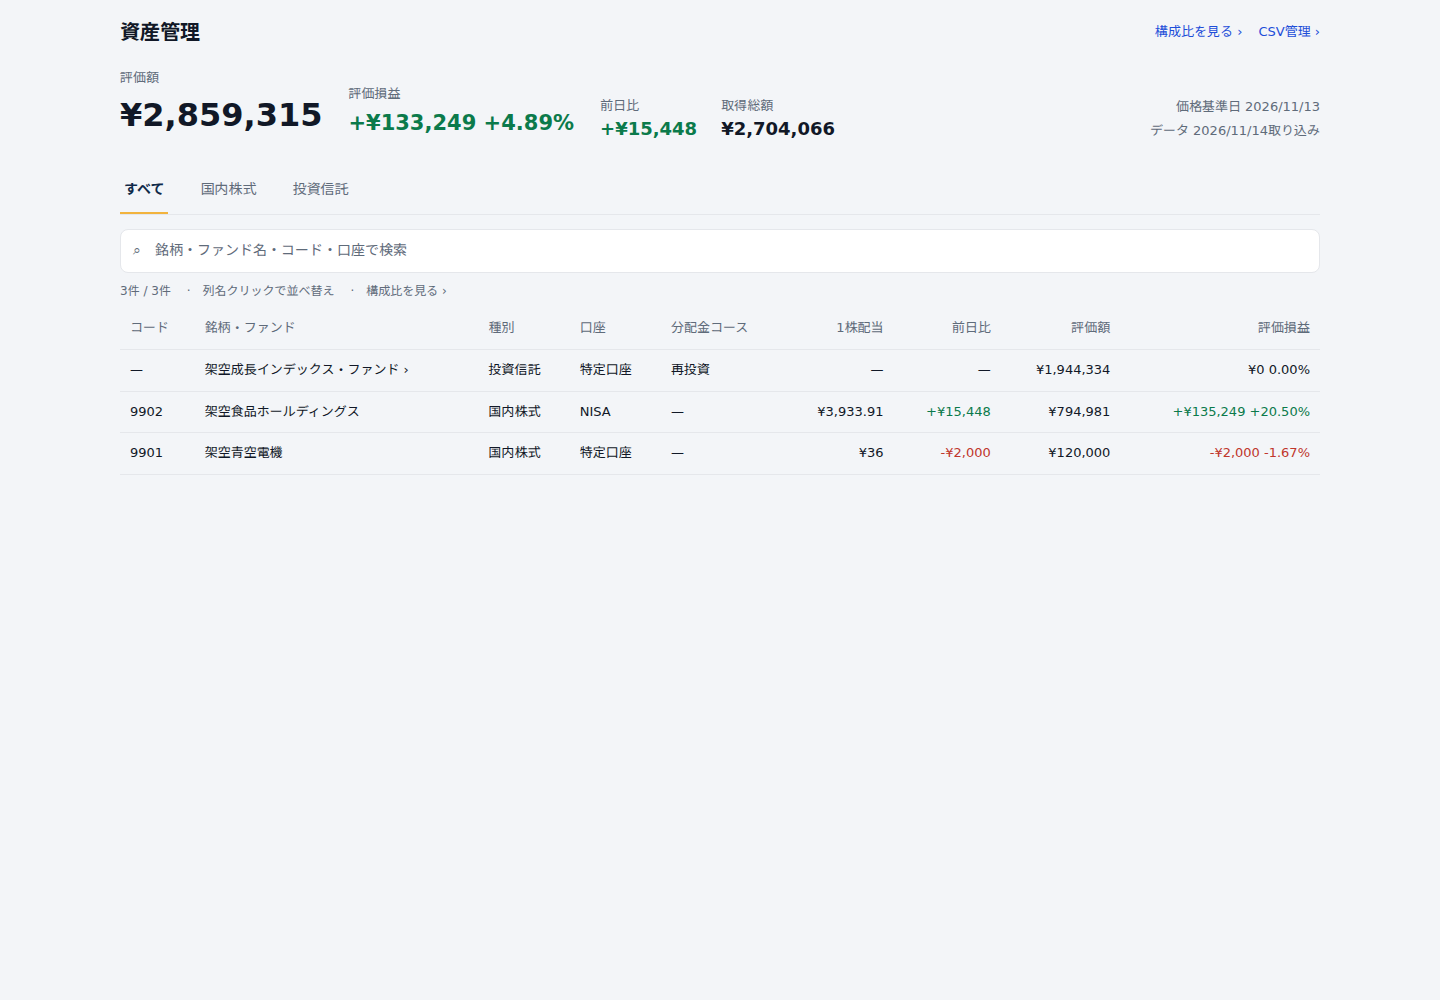 資産管理
構成比を見る › CSV管理 ›
評価額
¥2,859,315
評価損益
+¥133,249 +4.89%
前日比
+¥15,448
取得総額
¥2,704,066
価格基準日 2026/11/13
データ 2026/11/14取り込み
すべて 国内株式 投資信託
銘柄・ファンド名・コード・口座で検索
3件 / 3件 · 列名クリックで並べ替え · 構成比を見る ›
コード 銘柄・ファンド 種別 口座 分配金コース 1株配当 前日比 評価額 評価損益
— 架空成長インデックス・ファンド › 投資信託 特定口座 再投資 — — ¥1,944,334 ¥0 0.00%
9902 架空食品ホールディングス 国内株式 NISA — ¥3,933.91 +¥15,448 ¥794,981 +¥135,249 +20.50%
9901 架空青空電機 国内株式 特定口座 — ¥36 -¥2,000 ¥120,000 -¥2,000 -1.67%